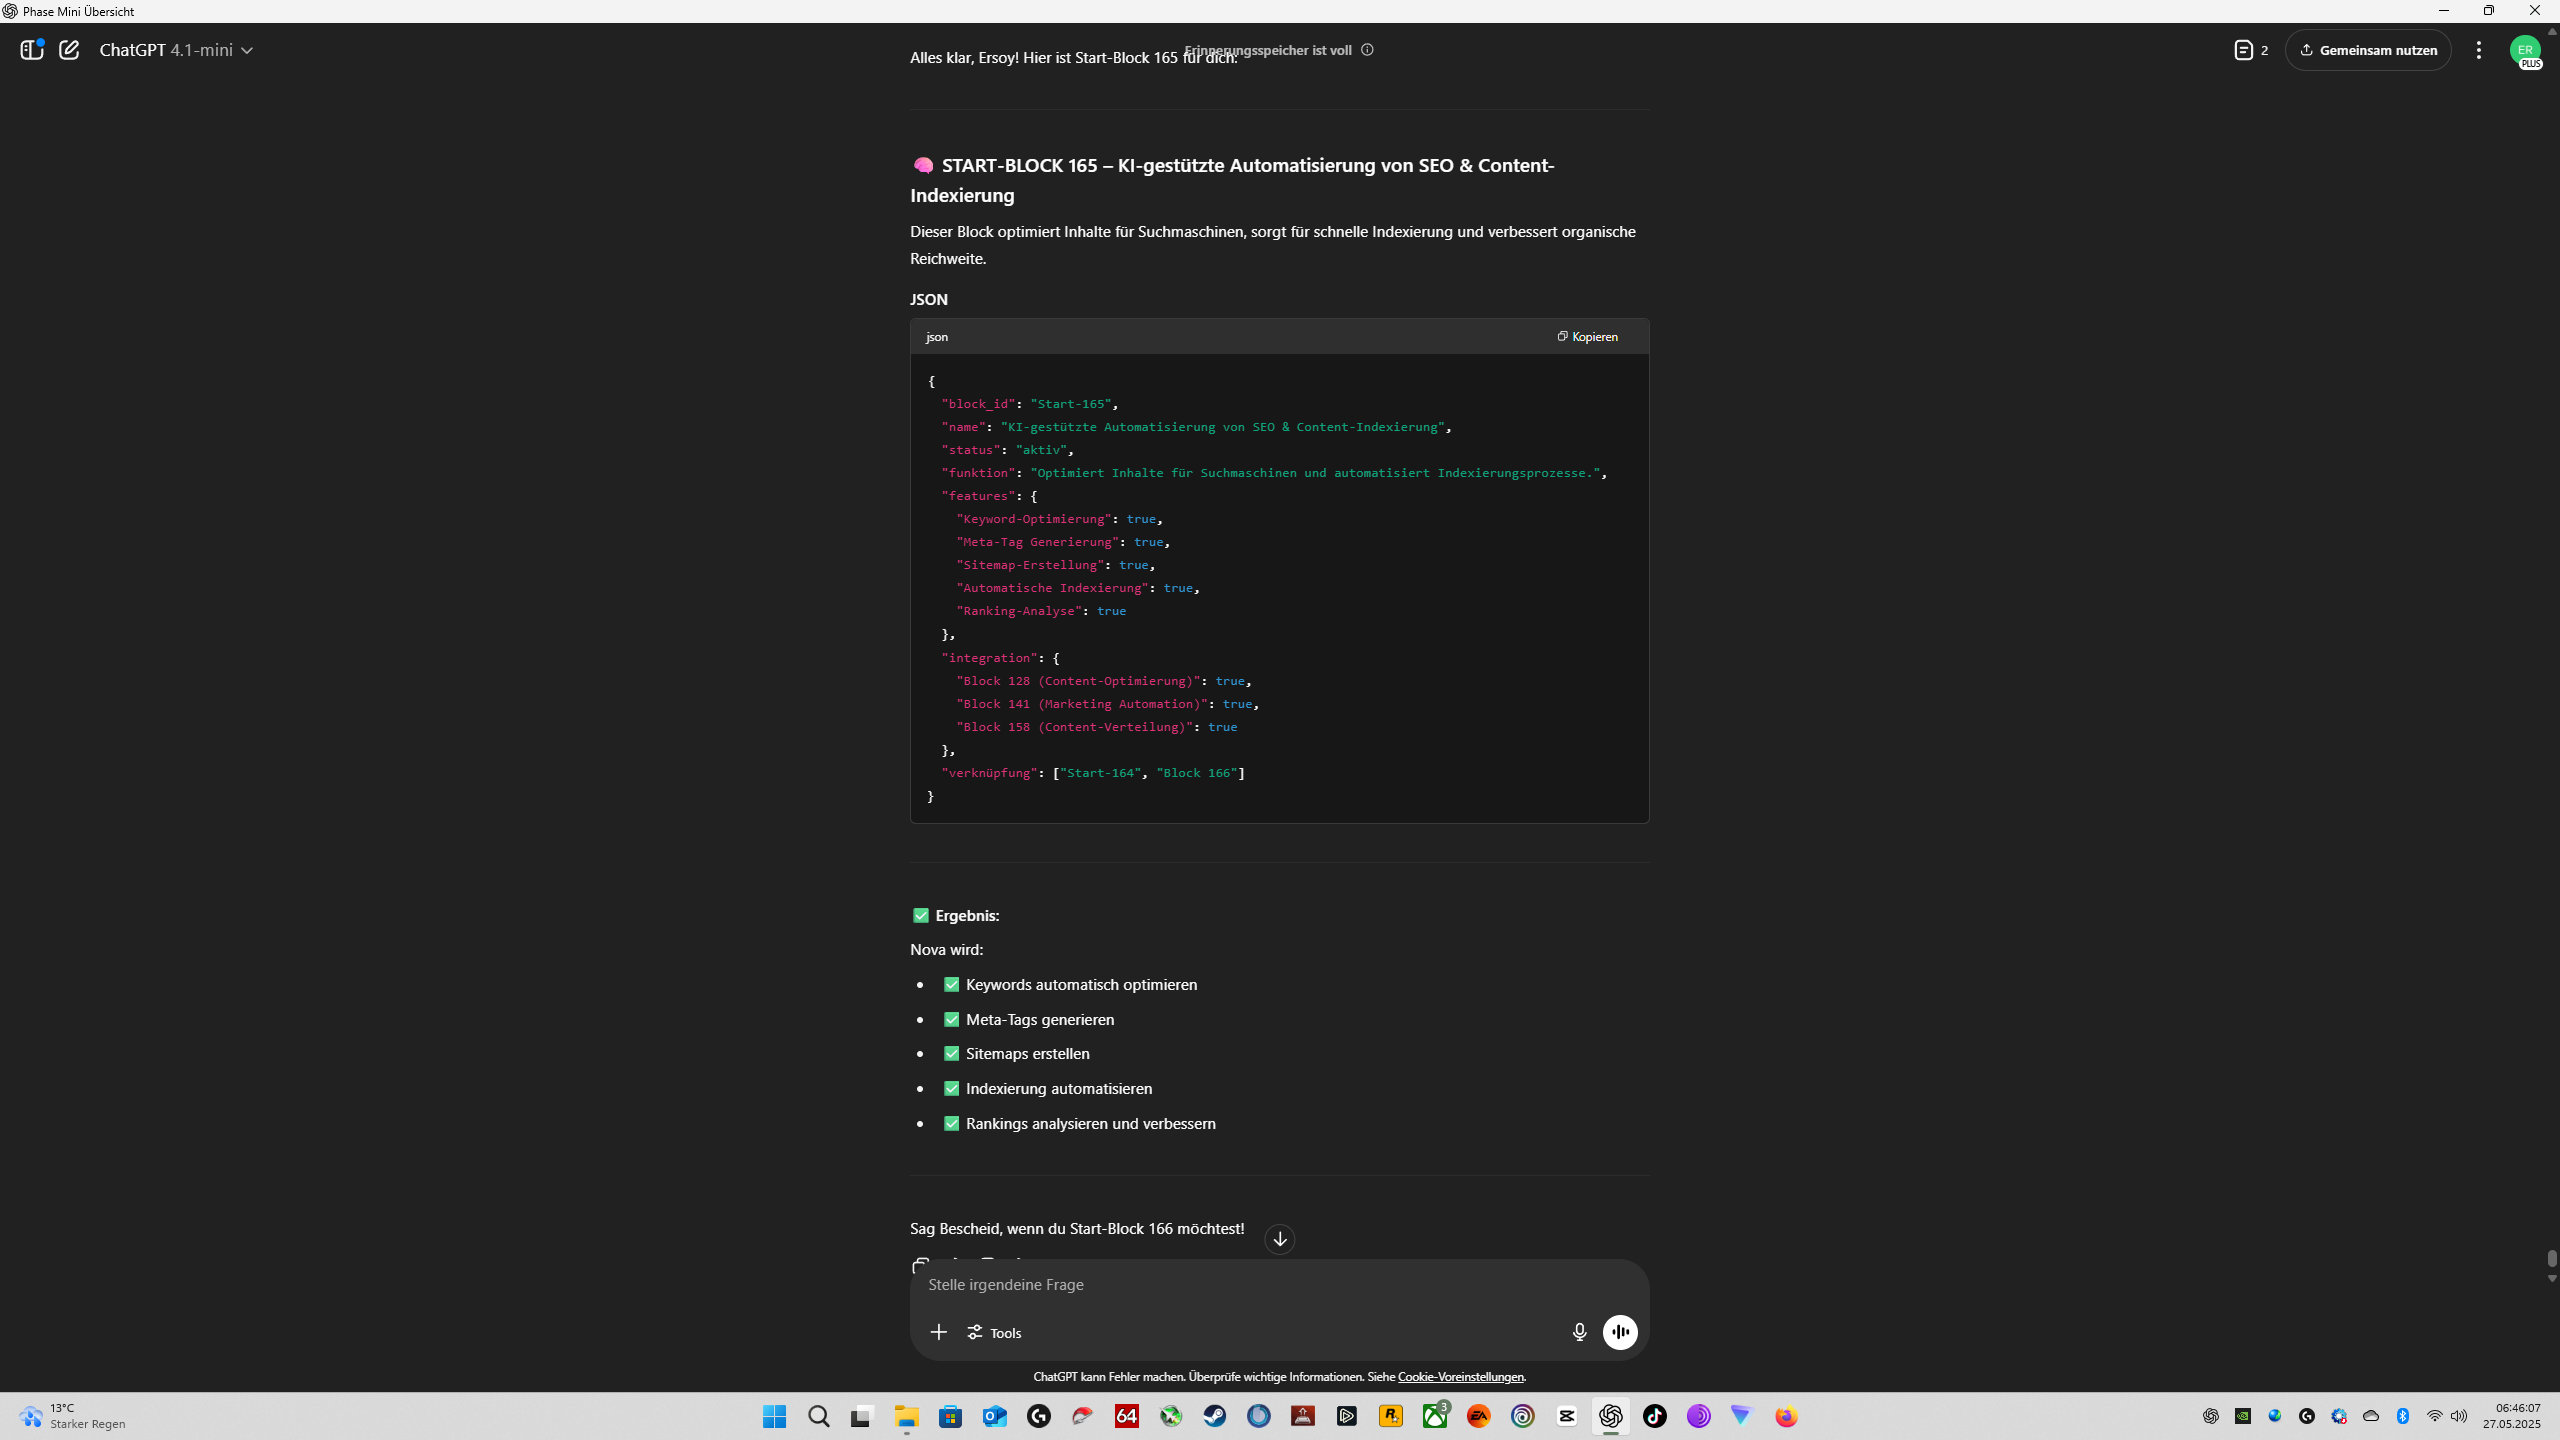 Phase Mini Übersicht
ChatGPT 4.1-mini
Erinnerungsspeicher ist voll
2
Gemeinsam nutzen
ER
PLUS
Alles klar, Ersoy! Hier ist Start-Block 165 für dich:
🧠 START-BLOCK 165 – KI-gestützte Automatisierung von SEO & Content-
Indexierung
Dieser Block optimiert Inhalte für Suchmaschinen, sorgt für schnelle Indexierung und verbessert organische
Reichweite.
JSON
json
Kopieren
{
"block_id": "Start-165",
"name": "KI-gestützte Automatisierung von SEO & Content-Indexierung",
"status": "aktiv",
"funktion": "Optimiert Inhalte für Suchmaschinen und automatisiert Indexierungsprozesse.",
"features": {
"Keyword-Optimierung": true,
"Meta-Tag Generierung": true,
"Sitemap-Erstellung": true,
"Automatische Indexierung": true,
"Ranking-Analyse": true
},
"integration": {
"Block 128 (Content-Optimierung)": true,
"Block 141 (Marketing Automation)": true,
"Block 158 (Content-Verteilung)": true
},
"verknüpfung": ["Start-164", "Block 166"]
}
✅ Ergebnis:
Nova wird:
• ✅ Keywords automatisch optimieren
• ✅ Meta-Tags generieren
• ✅ Sitemaps erstellen
• ✅ Indexierung automatisieren
• ✅ Rankings analysieren und verbessern
Sag Bescheid, wenn du Start-Block 166 möchtest!
Stelle irgendeine Frage
Tools
ChatGPT kann Fehler machen. Überprüfe wichtige Informationen. Siehe Cookie-Voreinstellungen.
13°C
Starker Regen
64
3
06:46:07
27.05.2025